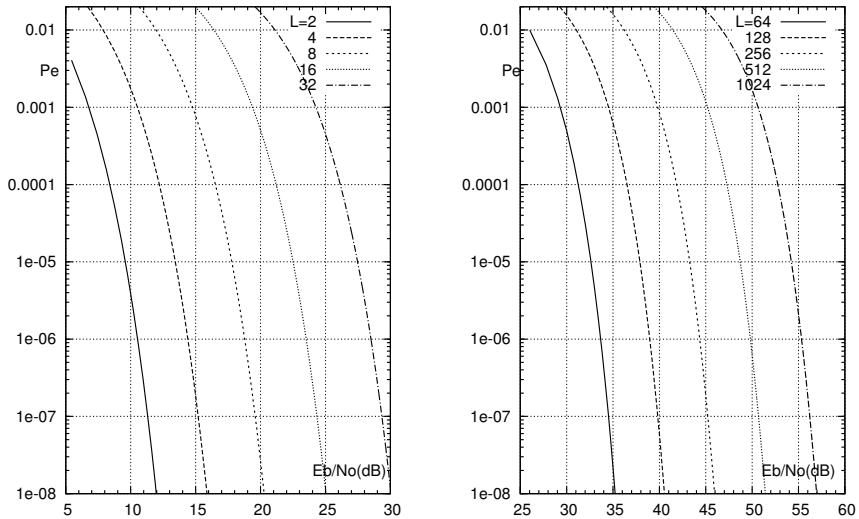 0.01
Pe
0.001
0.0001
1e-05
1e-06
1e-07
1e-08
L=2
4
8
16
32
Eb/No(dB)
5 10 15 20 25 30
0.01
Pe
0.001
0.0001
1e-05
1e-06
1e-07
1e-08
L=64
128
256
512
1024
Eb/No(dB)
25 30 35 40 45 50 55 60